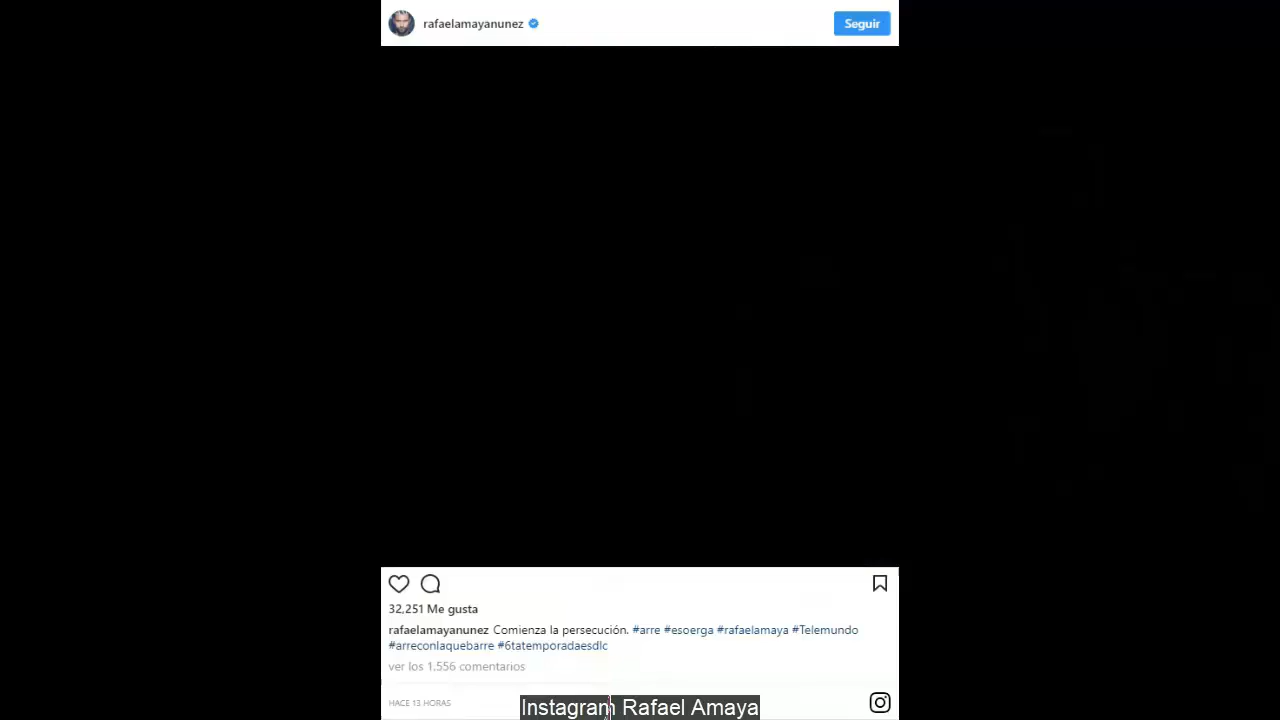 rafaelamayanunez
Seguir
32,251 Me gusta
rafaelamayanunez Comienza la persecución. #arre #esoerga #rafaelamaya #Telemundo
#arreconlaquebarre #6tatemporadaesdlc
ver los 1,556 comentarios
HACE 13 HORAS
Instagram Rafael Amaya